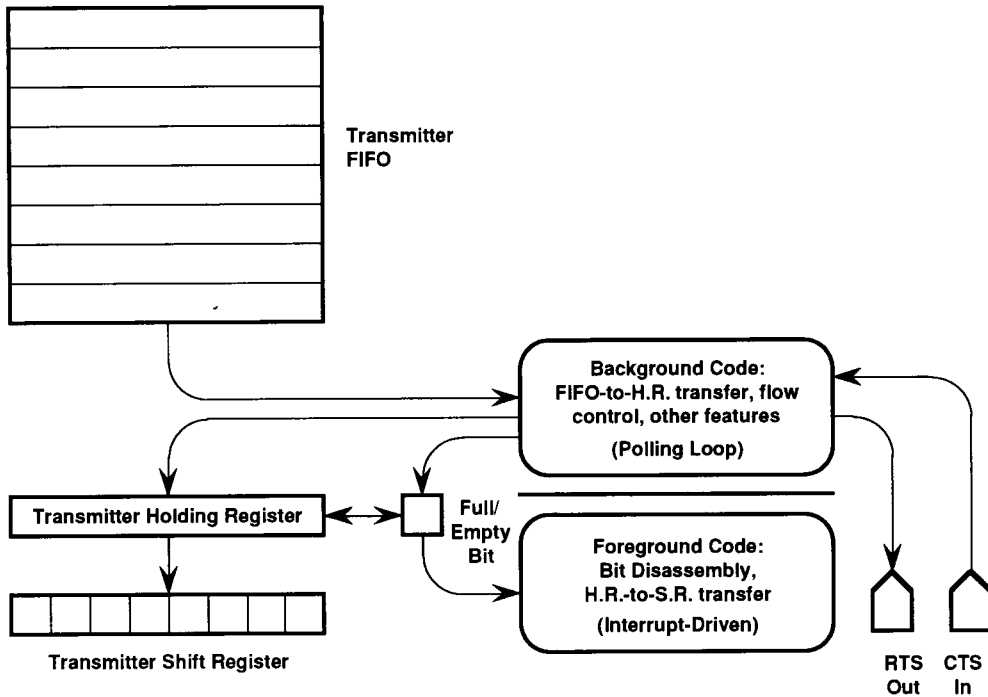 Transmitter
FIFO
Background Code:
FIFO-to-H.R. transfer, flow
control, other features
(Polling Loop)
Transmitter Holding Register
Full/
Empty
Bit
Foreground Code:
Bit Disassembly,
H.R.-to-S.R. transfer
(Interrupt-Driven)
Transmitter Shift Register
RTS
Out
CTS
In